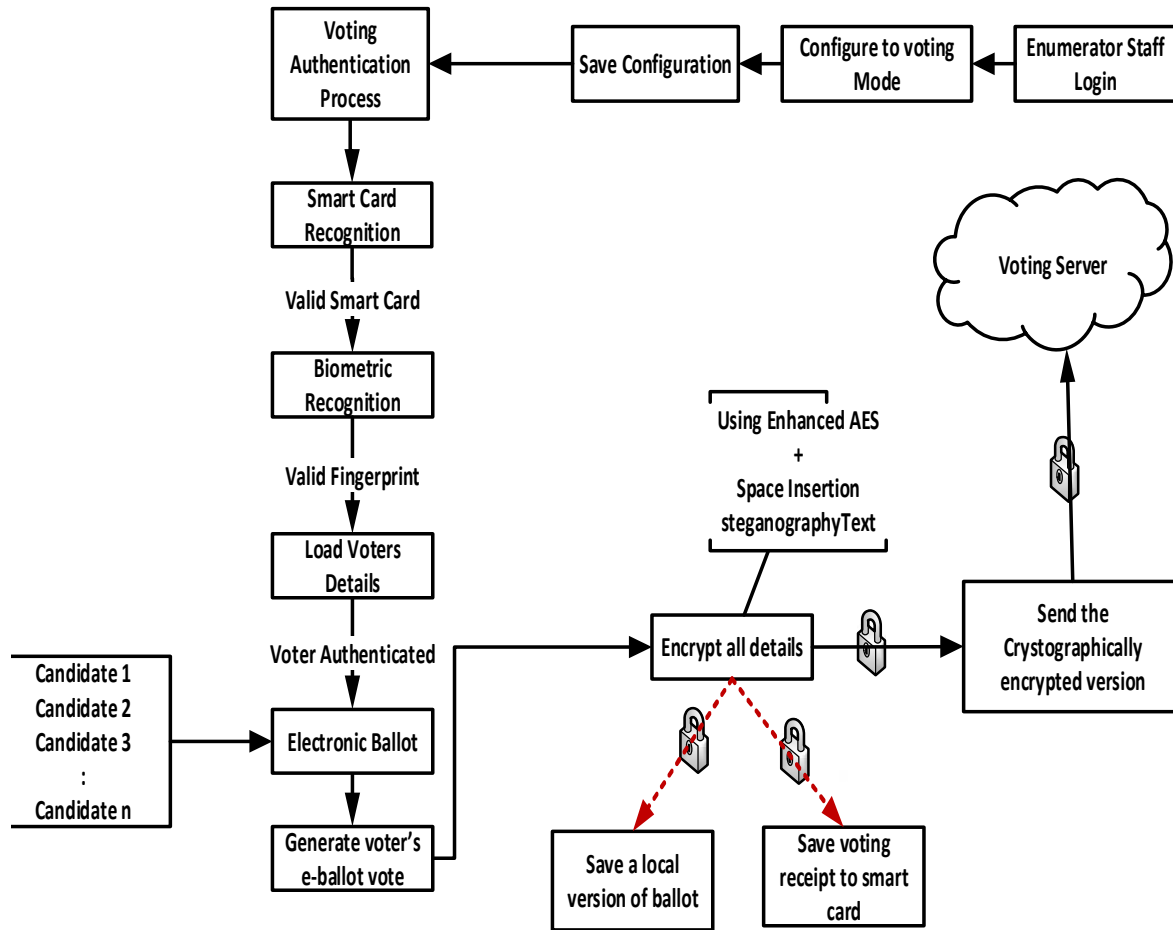 Voting
Authentication
Process
Save Configuration
Configure to voting
Mode
Enumerator Staff
Login
Smart Card
Recognition
Valid Smart Card
Biometric
Recognition
Valid Fingerprint
Load Voters
Details
Voter Authenticated
Candidate 1
Candidate 2
Candidate 3
:
Candidate n
Electronic Ballot
Generate voter's
e-ballot vote
Using Enhanced AES
+
Space Insertion
steganographyText
Encrypt all details
Save a local
version of ballot
Save voting
receipt to smart
card
Send the
Crystographically
encrypted version
Voting Server